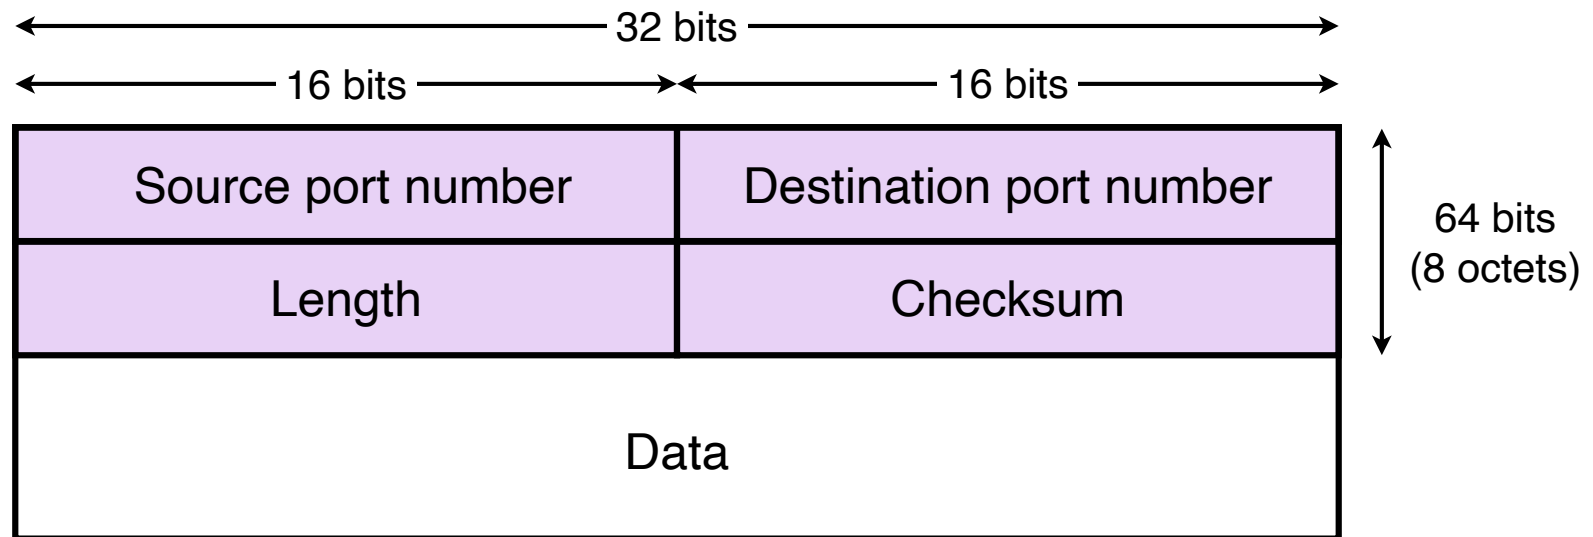 32 bits
16 bits
16 bits
Source port number
Destination port number
64 bits
(8 octets)
Length
Checksum
Data